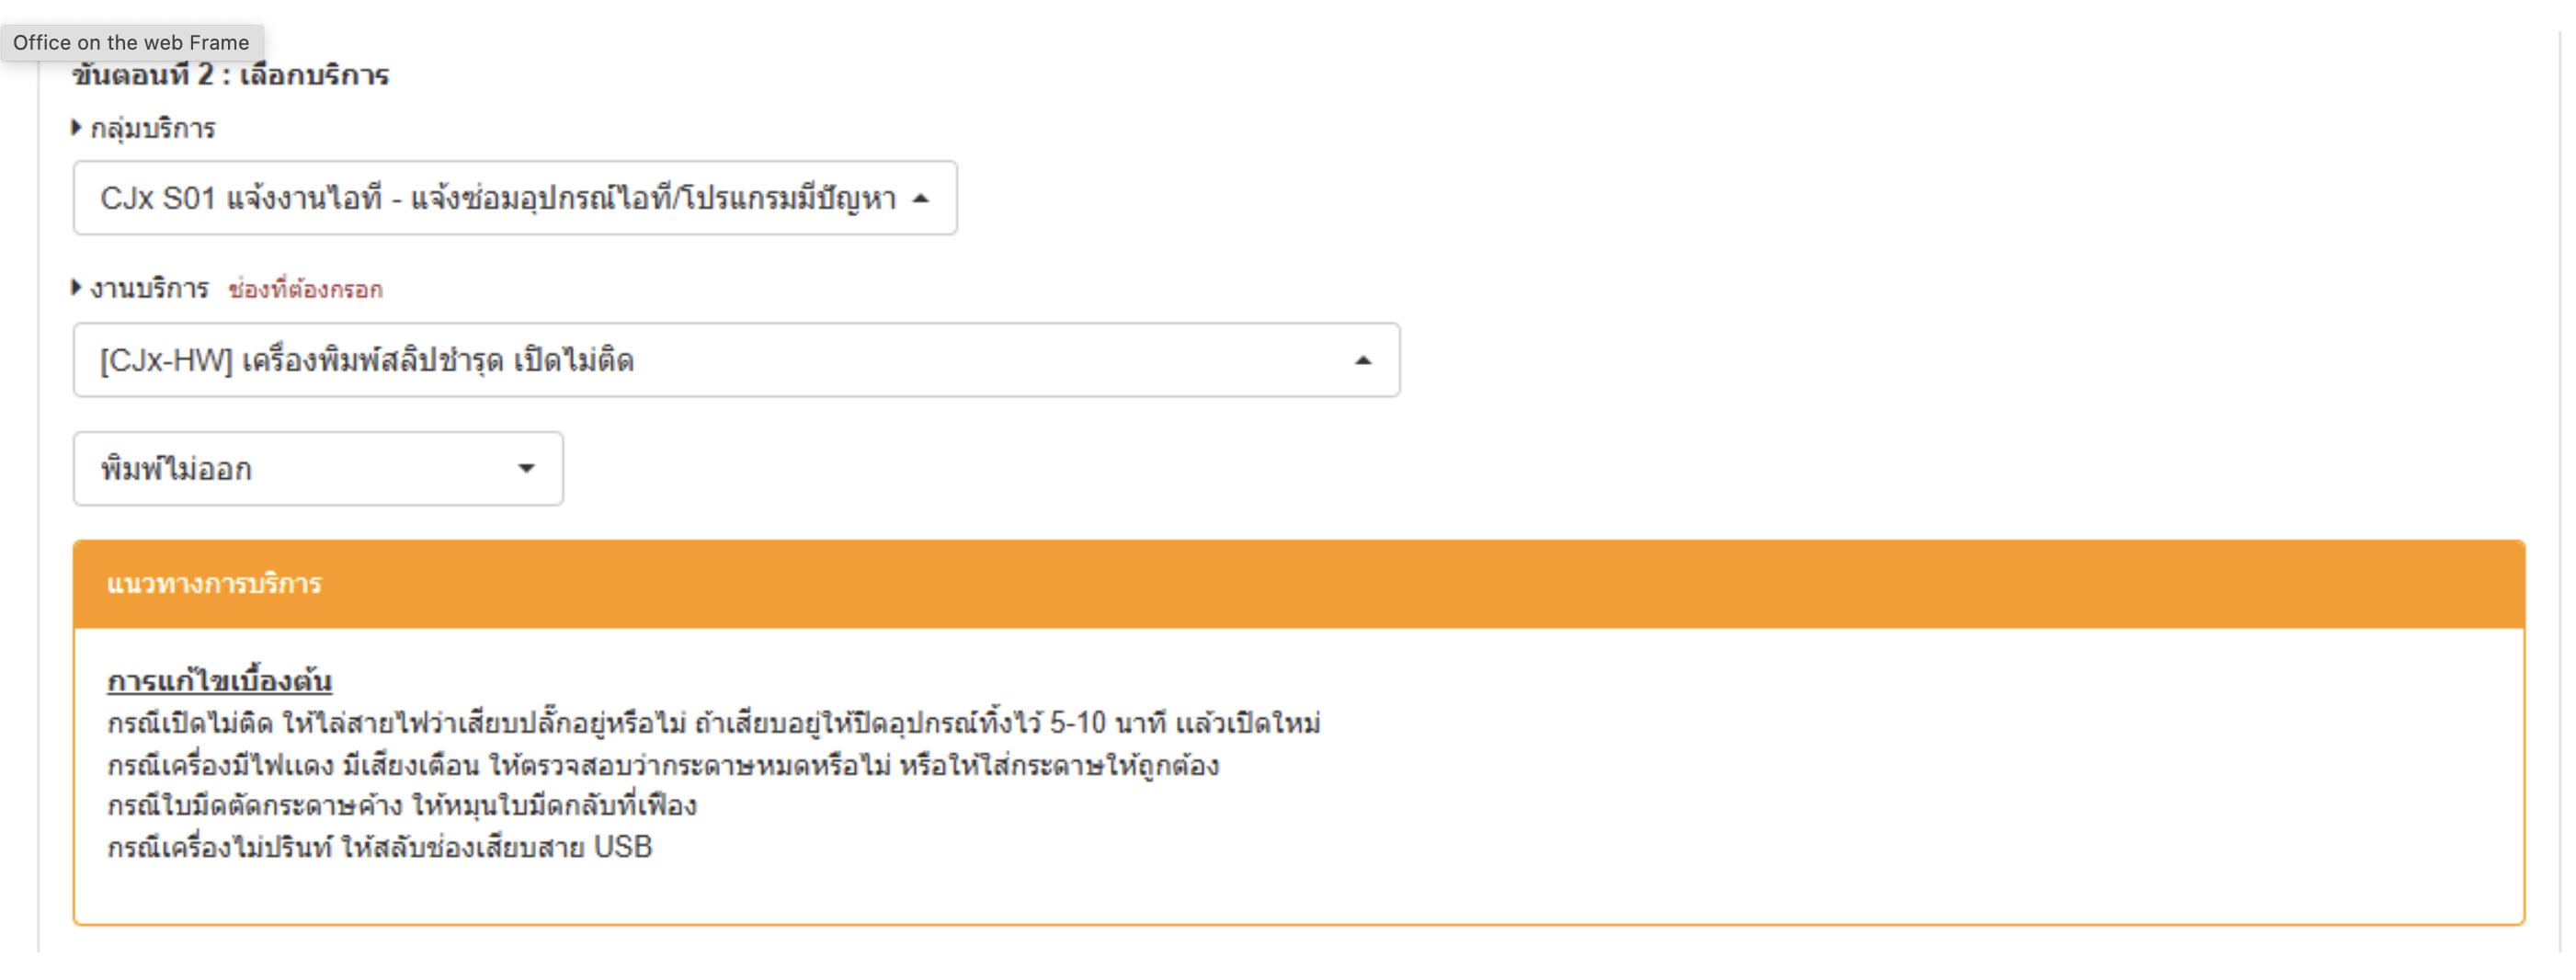 Office on the web Frame
ขั้นตอนที่ 2 : เลือกบริการ
กลุ่มบริการ
CJx S01 แจ้งงานไอที - แจ้งซ่อมอุปกรณ์ไอที/โปรแกรมมีปัญหา
งานบริการ ช่องที่ต้องกรอก
[CJx-HW] เครื่องพิมพ์สลิปชำรุด เปิดไม่ติด
พิมพ์ไม่ออก
แนวทางการบริการ
การแก้ไขเบื้องต้น
กรณีเปิดไม่ติด ให้ไล่สายไฟว่าเสียบปลั๊กอยู่หรือไม่ ถ้าเสียบอยู่ให้ปิดอุปกรณ์ทิ้งไว้ 5-10 นาที แล้วเปิดใหม่
กรณีเครื่องมีไฟแดง มีเสียงเตือน ให้ตรวจสอบว่ากระดาษหมดหรือไม่ หรือให้ใส่กระดาษให้ถูกต้อง
กรณีใบมีดตัดกระดาษค้าง ให้หมุนใบมีดกลับที่เฟือง
กรณีเครื่องไม่ปรินท์ ให้สลับช่องเสียบสาย USB